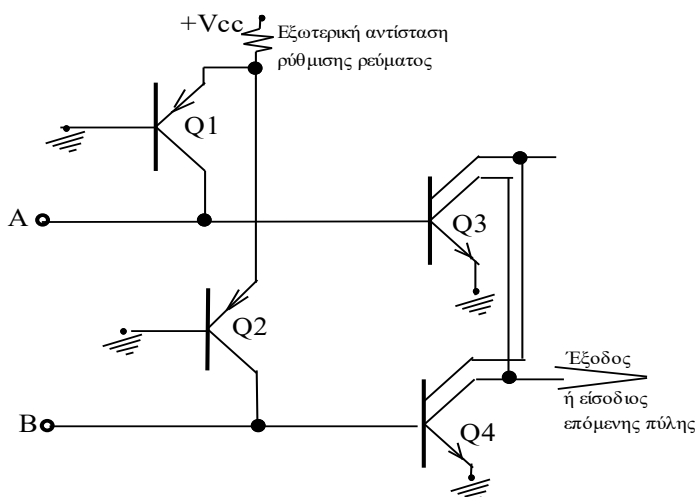 +Vcc
Εξωτερική αντίσταση
ρύθμισης ρεύματος
Q1
A
Q3
Q2
Έξοδος
ή είσοδιος
επόμενης πύλης
B
Q4